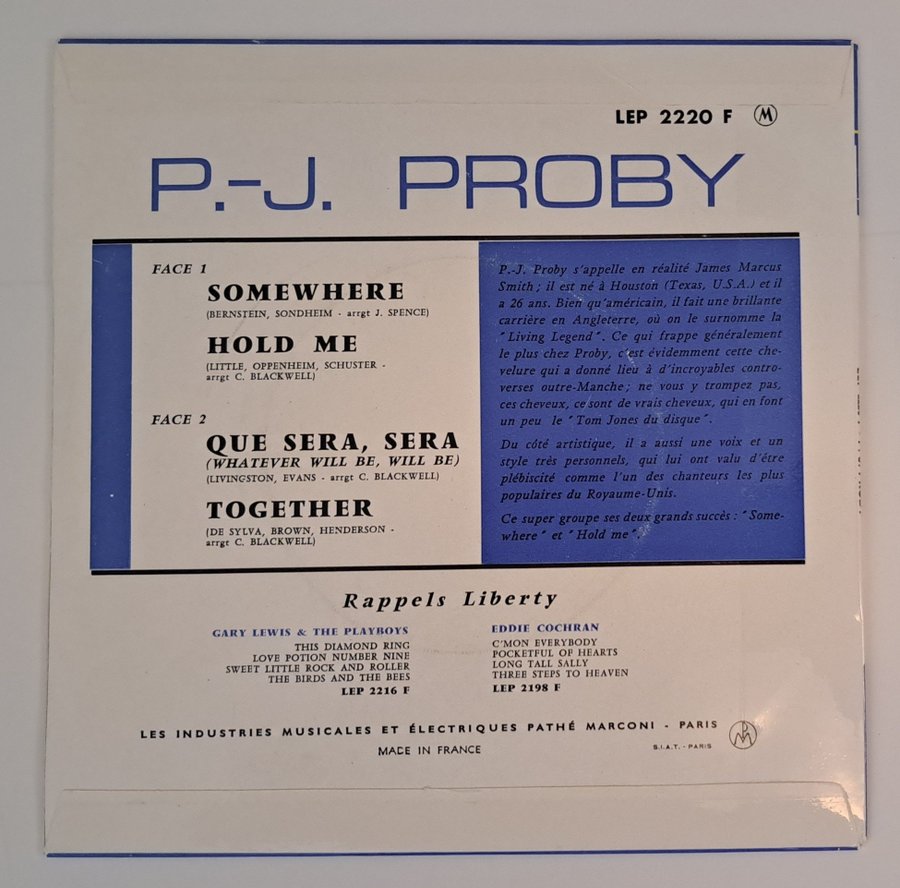 LEP 2220 F M
P.-J. PROBY
FACE 1
SOMEWHERE
(BERNSTEIN, SONDHEIM - arrgt J. SPENCE)
HOLD ME
(LITTLE, OPPENHEIM, SCHUSTER -
arrgt C. BLACKWELL)
FACE 2
QUE SERA, SERA
(WHATEVER WILL BE, WILL BE)
(LIVINGSTON, EVANS - arrgt C. BLACKWELL)
TOGETHER
(DE SYLVA, BROWN, HENDERSON -
arrgt C. BLACKWELL)
P.-J. Proby s'appelle en réalité James Marcus
Smith ; il est né à Houston (Texas, U.S.A.) et il
a 26 ans. Bien qu'américain, il fait une brillante
carrière en Angleterre, où on le surnomme la
"Living Legend". Ce qui frappe généralement
le plus chez Proby, c'est évidemment cette che-
velure qui a donné lieu à d'incroyables contro-
verses outre-Manche ; ne vous y trompez pas,
ces cheveux, ce sont de vrais cheveux, qui en font
un peu le "Tom Jones du disque".
Du côté artistique, il a aussi une voix et un
style très personnels, qui lui ont valu d'être
plébiscité comme l'un des chanteurs les plus
populaires du Royaume-Unis.
Ce super groupe ses deux grands succès : "Some-
where" et "Hold me".
Rappels Liberty
GARY LEWIS & THE PLAYBOYS
THIS DIAMOND RING
LOVE POTION NUMBER NINE
SWEET LITTLE ROCK AND ROLLER
THE BIRDS AND THE BEES
LEP 2216 F
EDDIE COCHRAN
C'MON EVERYBODY
POCKETFUL OF HEARTS
LONG TALL SALLY
THREE STEPS TO HEAVEN
LEP 2198 F
LES INDUSTRIES MUSICALES ET ÉLECTRIQUES PATHÉ MARCONI - PARIS
MADE IN FRANCE
S.I.A.T. - PARIS